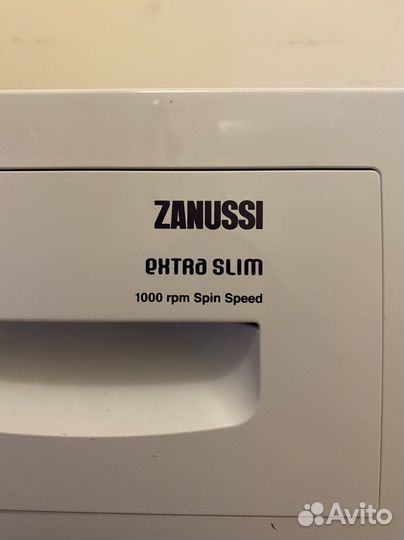 ZANUSSI
extra SLIM
1000 rpm Spin Speed
Avito